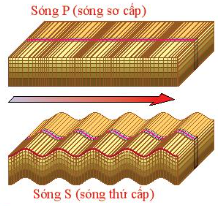 Sóng P (sóng sơ cấp)
Sóng S (sóng thứ cấp)